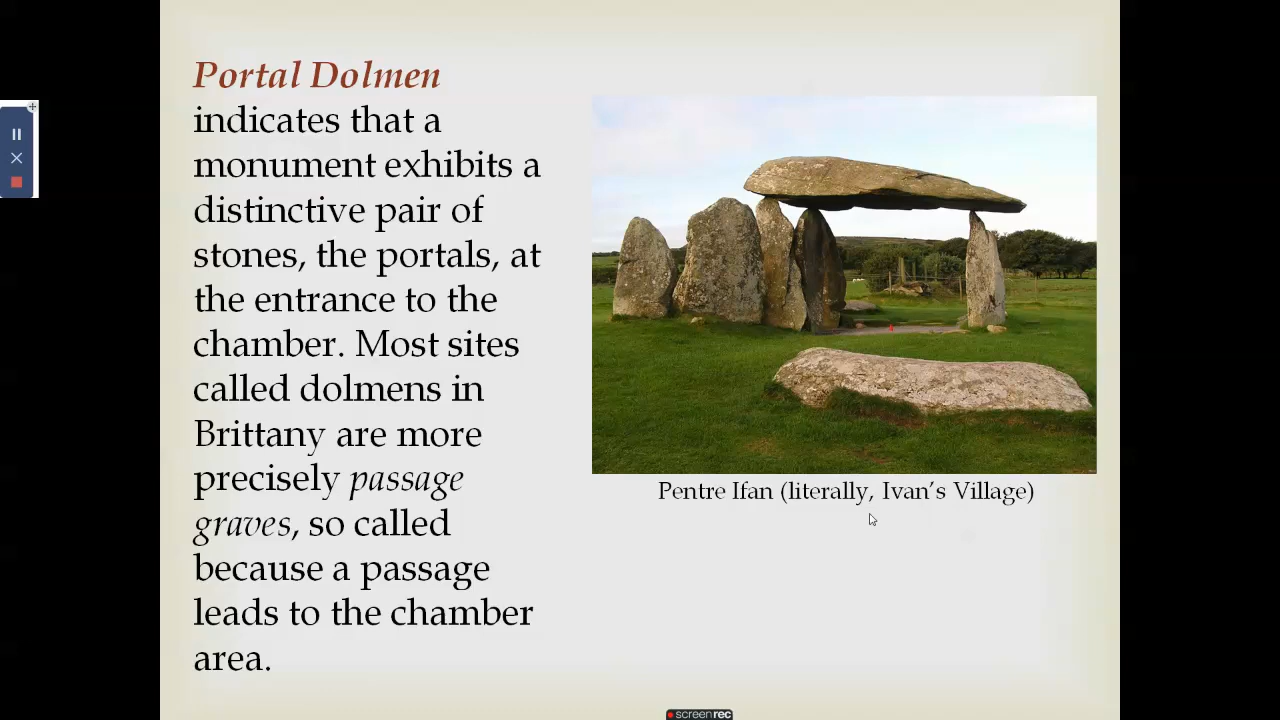 Portal Dolmen
indicates that a
monument exhibits a
distinctive pair of
stones, the portals, at
the entrance to the
chamber. Most sites
called dolmens in
Brittany are more
precisely passage
graves, so called
because a passage
leads to the chamber
area.
Pentre Ifan (literally, Ivan’s Village)
screenrec